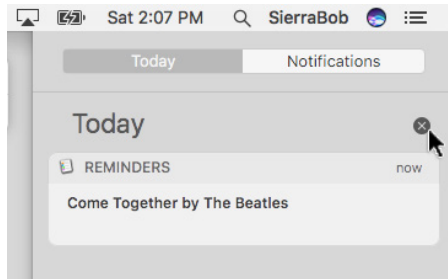 Sat 2:07 PM SierraBob
Today Notifications
Today
REMINDERS now
Come Together by The Beatles